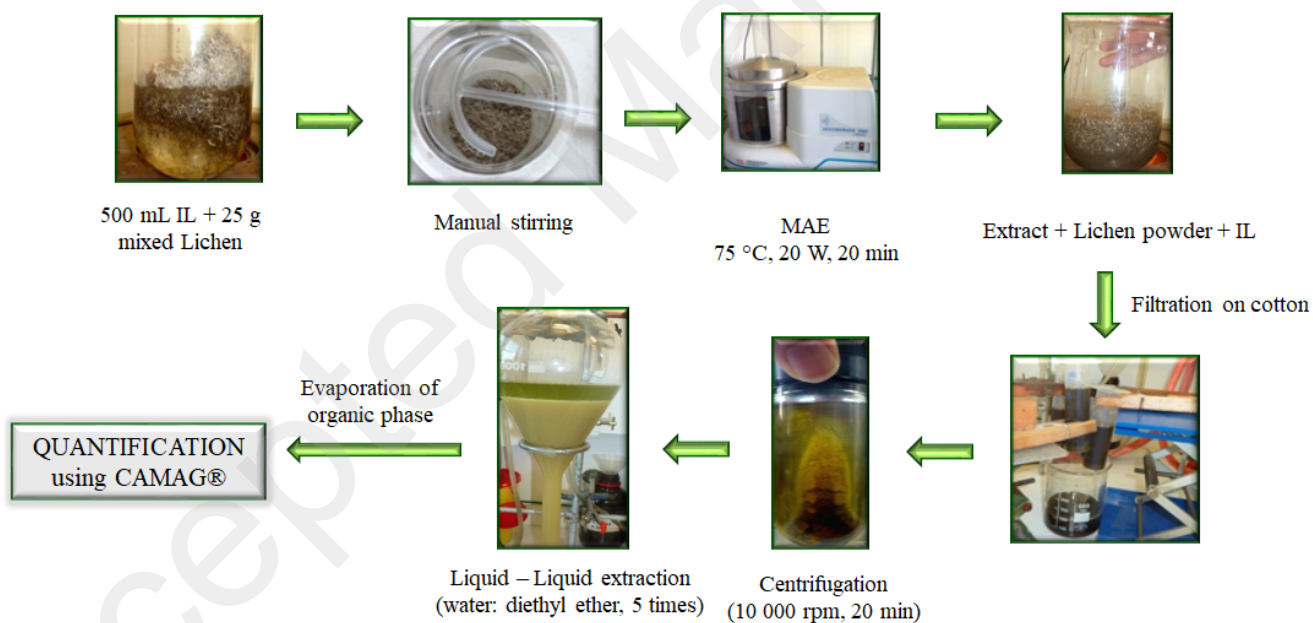 500 mL IL + 25 g
mixed Lichen
Manual stirring
MAE
75 °C, 20 W, 20 min
Extract + Lichen powder + IL
Filtration on cotton
Centrifugation
(10 000 rpm, 20 min)
Liquid – Liquid extraction
(water: diethyl ether, 5 times)
Evaporation of
organic phase
QUANTIFICATION
using CAMAG®
cepted Ma